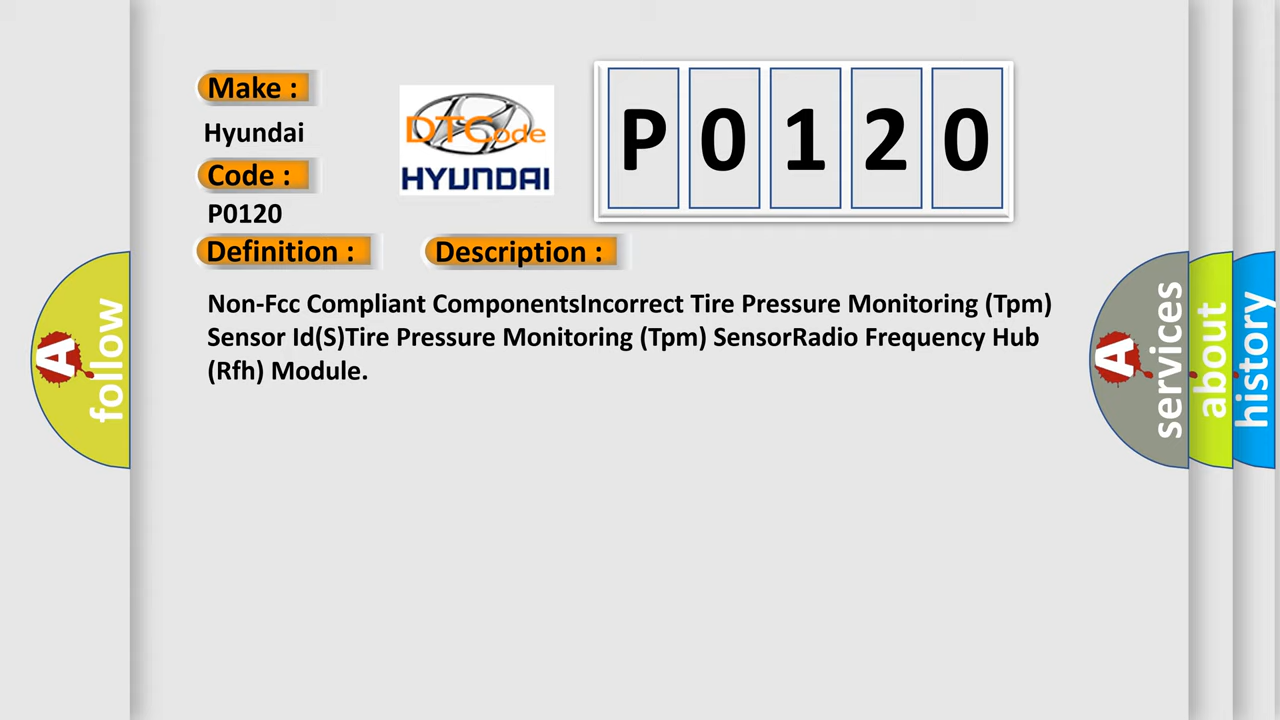 Make :
Hyundai
Code :
P0120
Definition :
Description :
DTCode
HYUNDAI
P0120
Non-Fcc Compliant ComponentsIncorrect Tire Pressure Monitoring (Tpm)
Sensor Id(S)Tire Pressure Monitoring (Tpm) SensorRadio Frequency Hub
(Rfh) Module.
A follow
A services
about
history